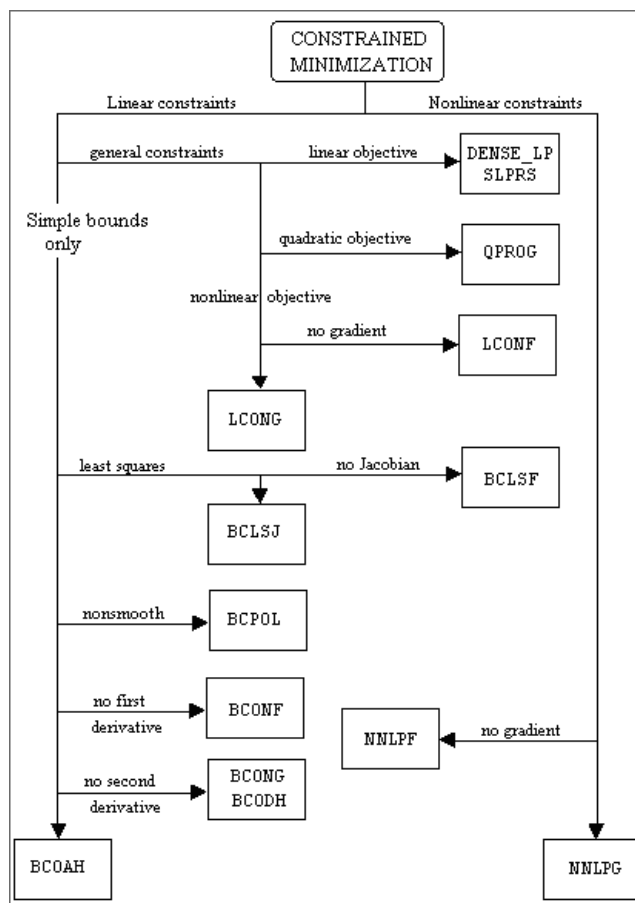 CONSTRAINED
MINIMIZATION
Linear constraints
Nonlinear constraints
general constraints
linear objective
DENSE_LP
SLPRS
Simple bounds
only
quadratic objective
QPROG
nonlinear objective
no gradient
LCONF
LCONG
least squares
no Jacobian
BCLSF
BCLSJ
nonsmooth
BCPOL
no first
derivative
BCONF
NNLPF
no gradient
no second
derivative
BCONG
BCODH
BCOAH
NNLPG